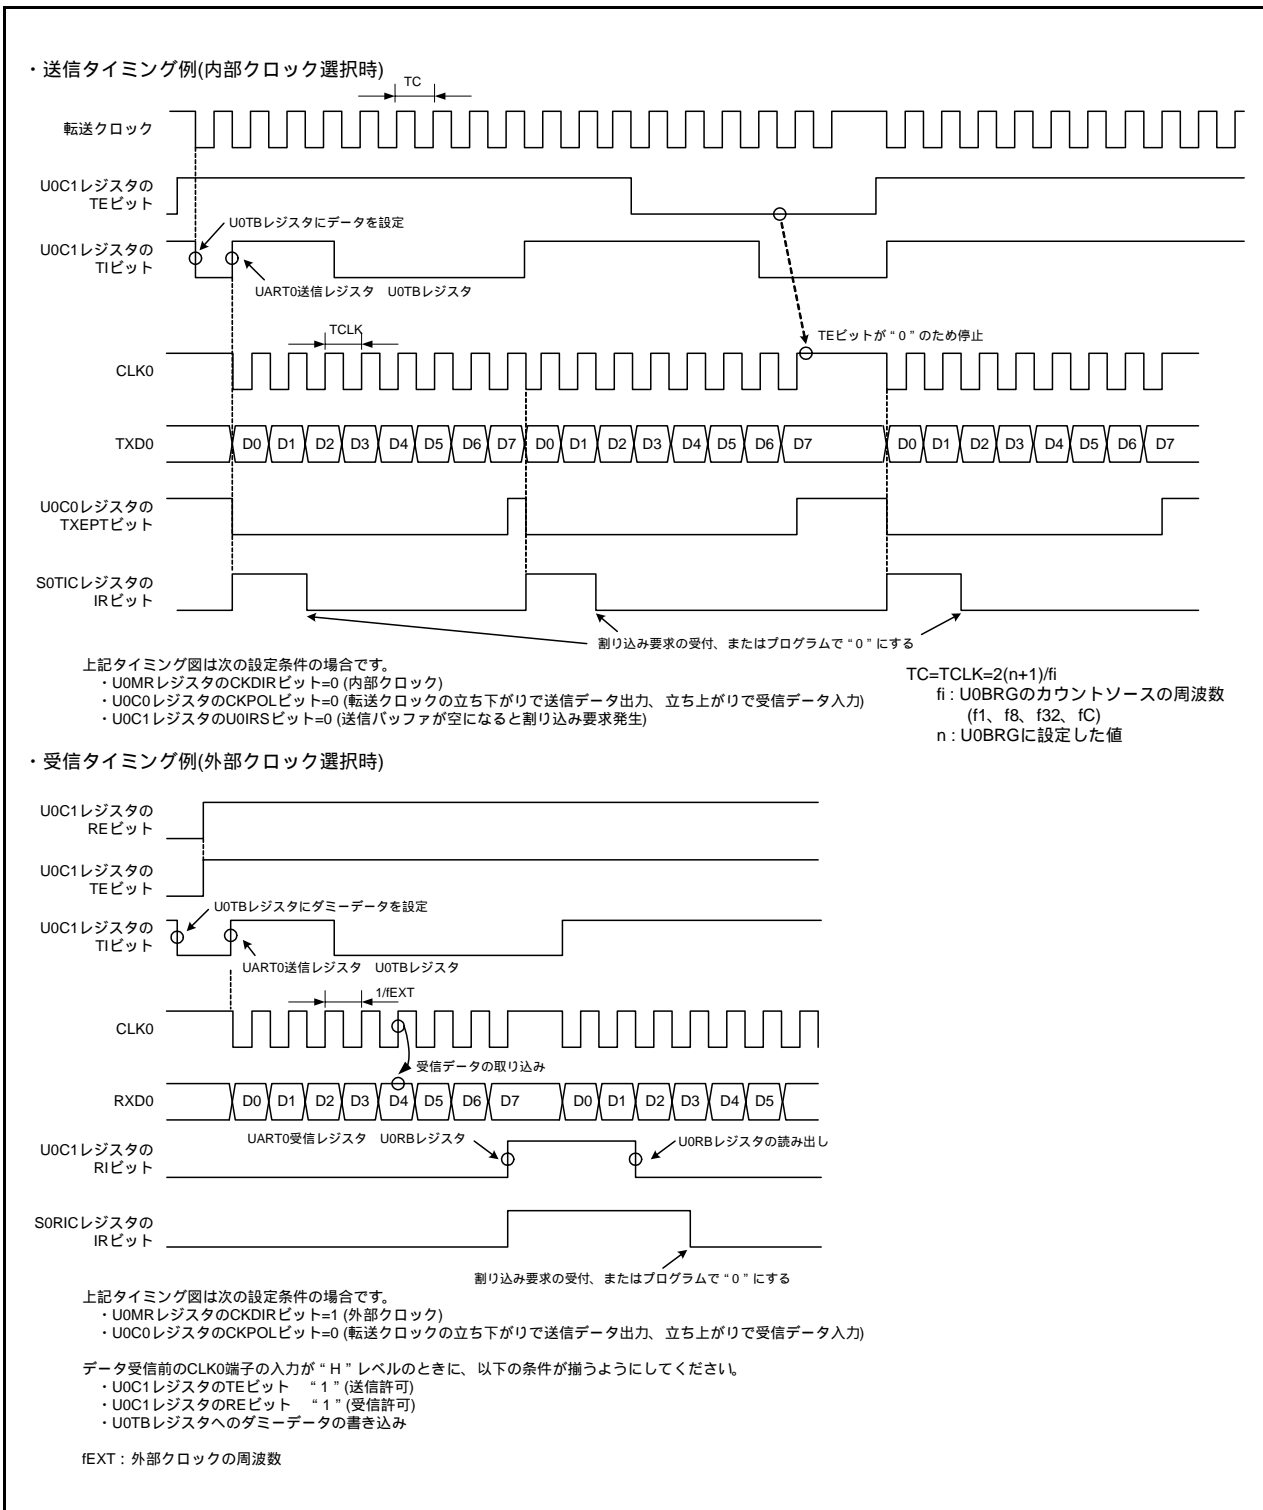 ・送信タイミング例(内部クロック選択時)
TC
転送クロック
U0C1レジスタの
TEビット
U0TBレジスタにデータを設定
U0C1レジスタの
TIビット
UART0送信レジスタ U0TBレジスタ
TCLK
TEビットが“0”のため停止
CLK0
TXD0 D0 D1 D2 D3 D4 D5 D6 D7 D0 D1 D2 D3 D4 D5 D6 D7 D0 D1 D2 D3 D4 D5 D6 D7
U0C0レジスタの
TXEPTビット
S0TICレジスタの
IRビット
割り込み要求の受付、またはプログラムで“0”にする
上記タイミング図は次の設定条件の場合です。
・U0MRレジスタのCKDIRビット=0 (内部クロック)
・U0C0レジスタのCKPOLビット=0 (転送クロックの立ち下がりで送信データ出力、立ち上がりで受信データ入力)
・U0C1レジスタのU0IRSビット=0 (送信バッファが空になると割り込み要求発生)
TC=TCLK=2(n+1)/fi
fi : U0BRGのカウントソースの周波数
(f1、f8、f32、fC)
n : U0BRGに設定した値
・受信タイミング例(外部クロック選択時)
U0C1レジスタの
REビット
U0C1レジスタの
TEビット
U0TBレジスタにダミーデータを設定
U0C1レジスタの
TIビット
UART0送信レジスタ U0TBレジスタ
1/fEXT
CLK0
受信データの取り込み
RXD0 D0 D1 D2 D3 D4 D5 D6 D7 D0 D1 D2 D3 D4 D5
UART0受信レジスタ U0RBレジスタ
U0RBレジスタの読み出し
U0C1レジスタの
RIビット
S0RICレジスタの
IRビット
割り込み要求の受付、またはプログラムで“0”にする
上記タイミング図は次の設定条件の場合です。
・U0MRレジスタのCKDIRビット=1 (外部クロック)
・U0C0レジスタのCKPOLビット=0 (転送クロックの立ち下がりで送信データ出力、立ち上がりで受信データ入力)
データ受信前のCLK0端子の入力が“H”レベルのときに、以下の条件が揃うようにしてください。
・U0C1レジスタのTEビット “1”(送信許可)
・U0C1レジスタのREビット “1”(受信許可)
・U0TBレジスタへのダミーデータの書き込み
fEXT : 外部クロックの周波数